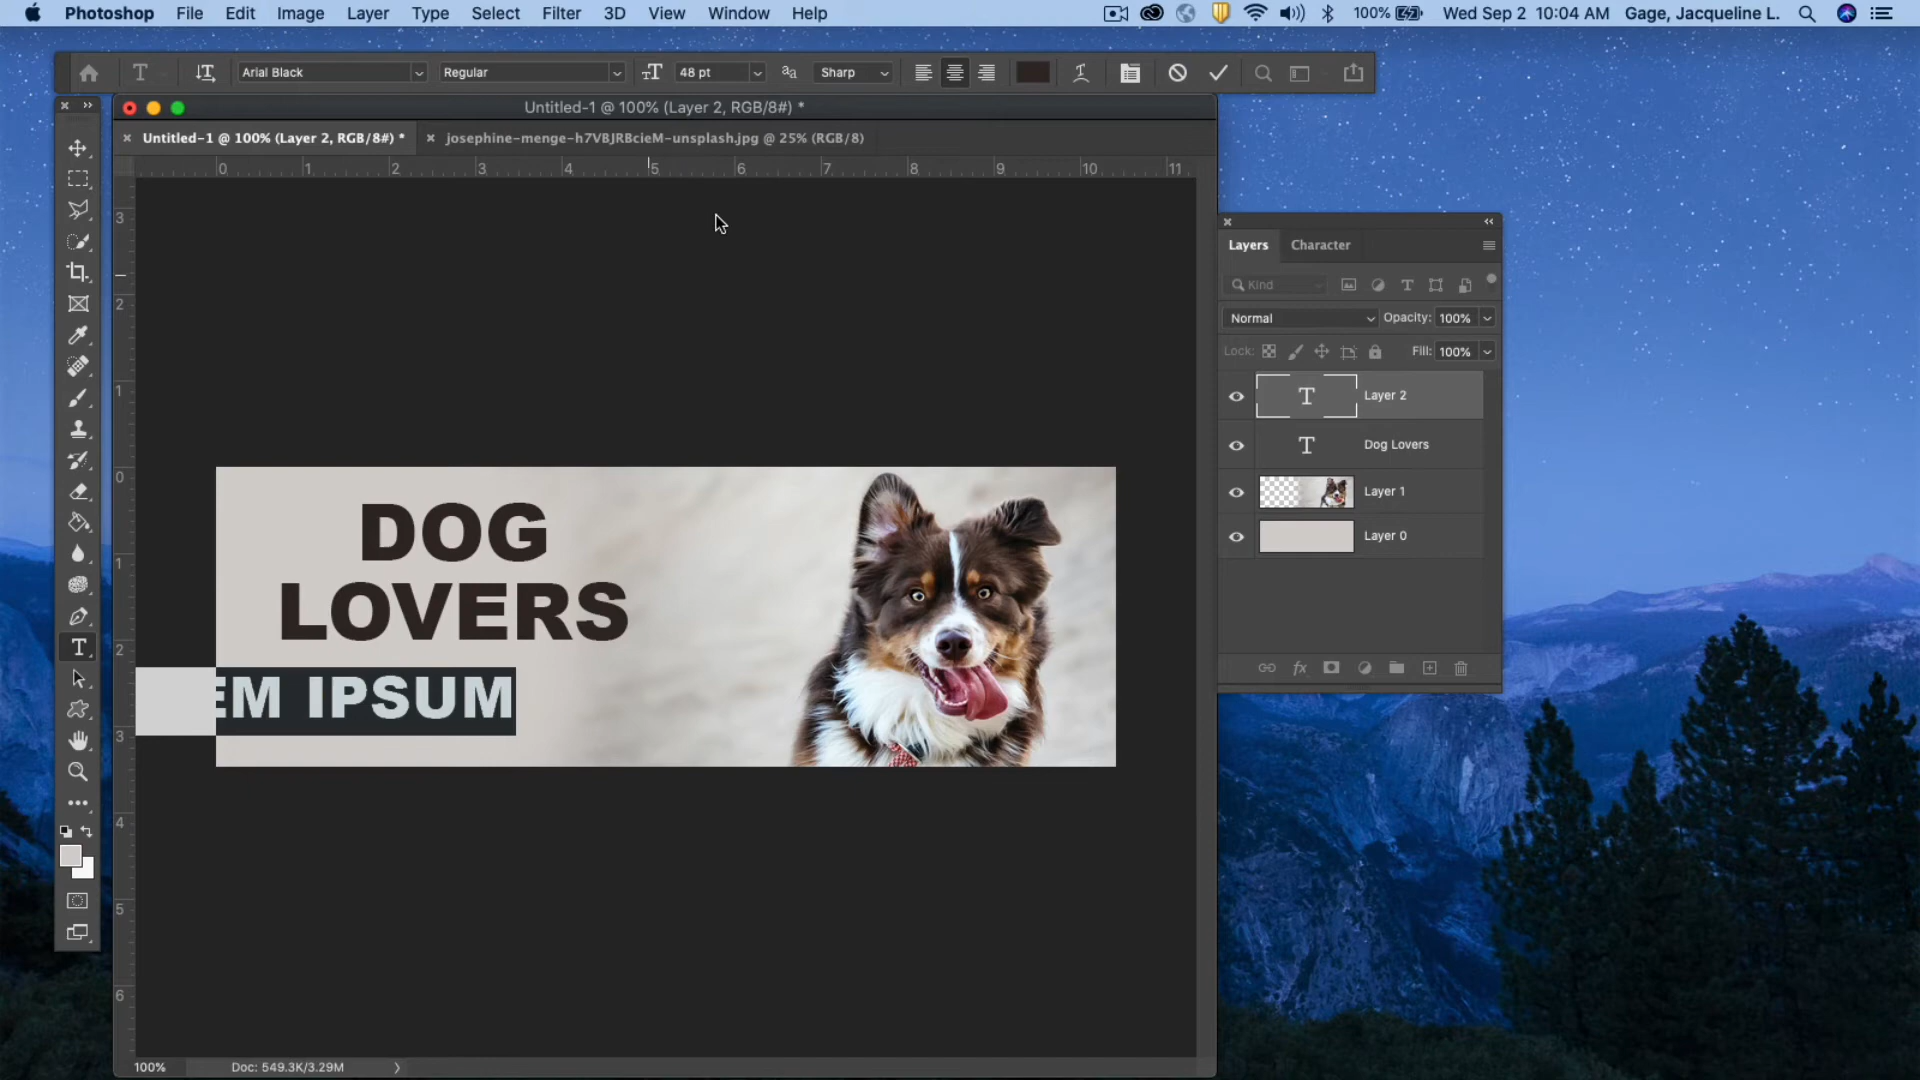 Photoshop File Edit Image Layer Type Select Filter 3D View Window Help 100% Wed Sep 2 10:04 AM Gage, Jacqueline L.
T Arial Black Regular 48 pt Sharp
Untitled-1 @ 100% (Layer 2, RGB/8#) *
Untitled-1 @ 100% (Layer 2, RGB/8#) * josephine-menge-h7VBJRBcieM-unsplash.jpg @ 25% (RGB/8)
0 1 2 3 4 5 6 7 8 9 10 11
3
2
1
0
1
2
3
4
5
6
DOG
LOVERS
EM IPSUM
Layers Character
Kind
Normal Opacity: 100%
Lock: Fill: 100%
T Layer 2
T Dog Lovers
Layer 1
Layer 0
fx
100% Doc: 549.3K/3.29M